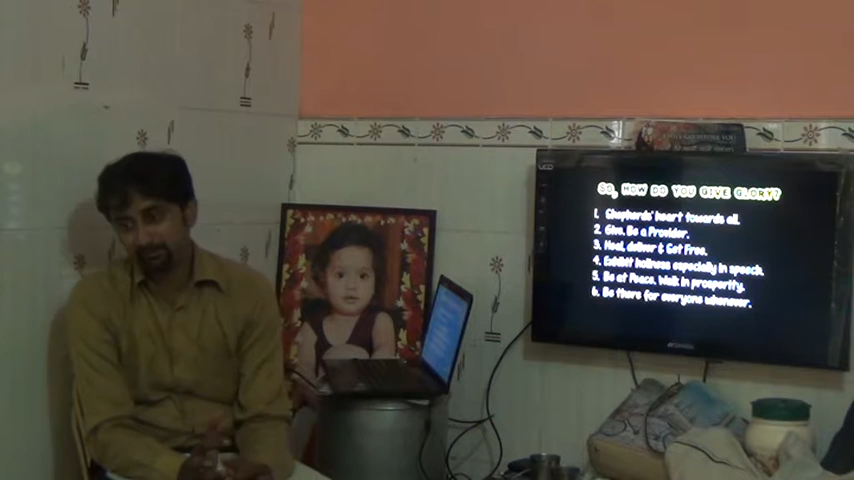 SO, HOW DO YOU GIVE GLORY?
1. Shepherds' heart towards all.
2. Give. Be a Provider.
3. Heal, deliver & Set Free.
4. Exhibit holiness especially in speech.
5. Be at Peace. Walk in prosperity.
6. Be there for everyone whenever.